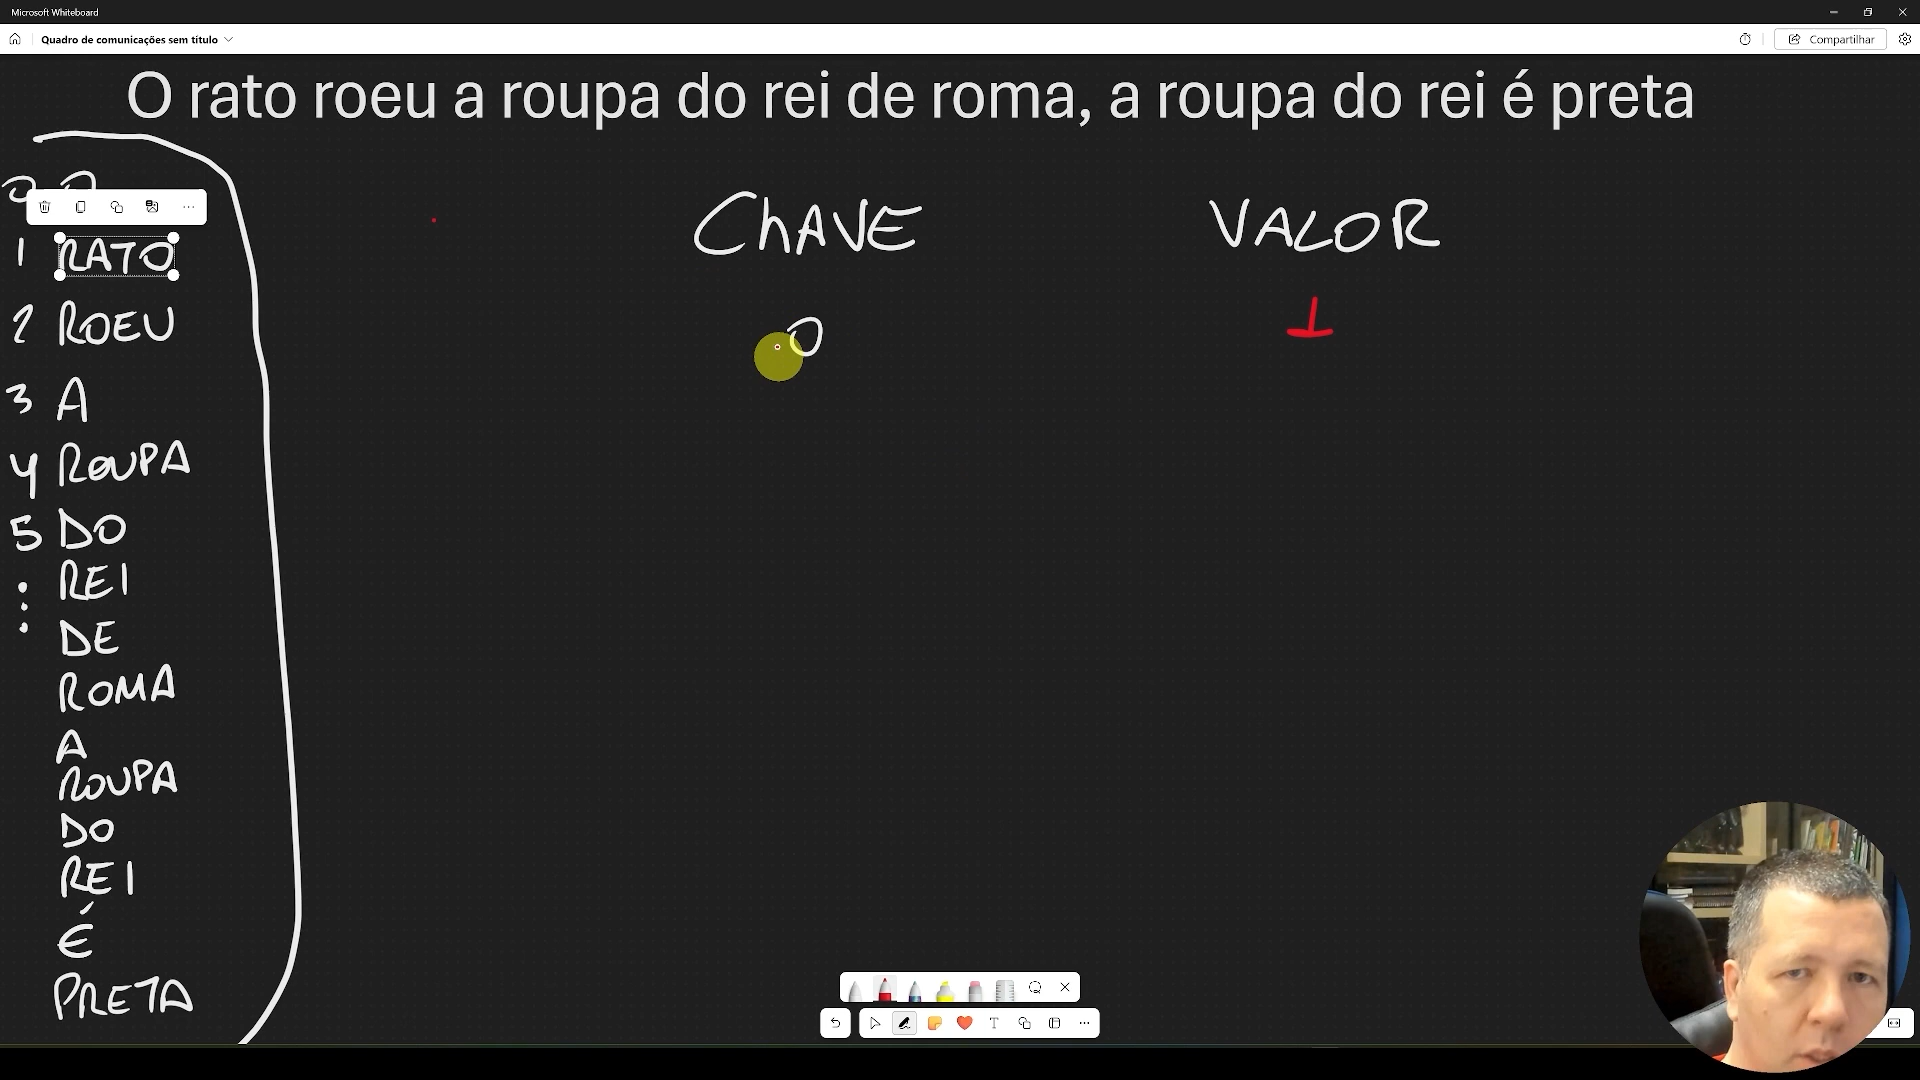 Microsoft Whiteboard
Quadro de comunicações sem título
Compartilhar
O rato roeu a roupa do rei de roma, a roupa do rei é preta
CHAVE VALOR
O 1
0 O
1 RATO
2 ROEU
3 A
4 ROUPA
5 DO
REI
DE
ROMA
A
ROUPA
DO
REI
É
PRETA